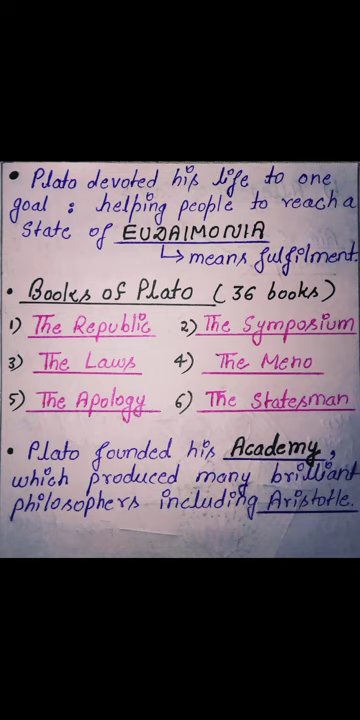 • Plato devoted his life to one
goal : helping people to reach a
State of EUDAIMONIA
↳ means fulfilment.
• Books of Plato ( 36 books )
1) The Republic 2) The Symposium
3) The Laws 4) The Meno
5) The Apology 6) The Statesman
• Plato founded his Academy,
which produced many brilliant
philosophers including Aristotle.